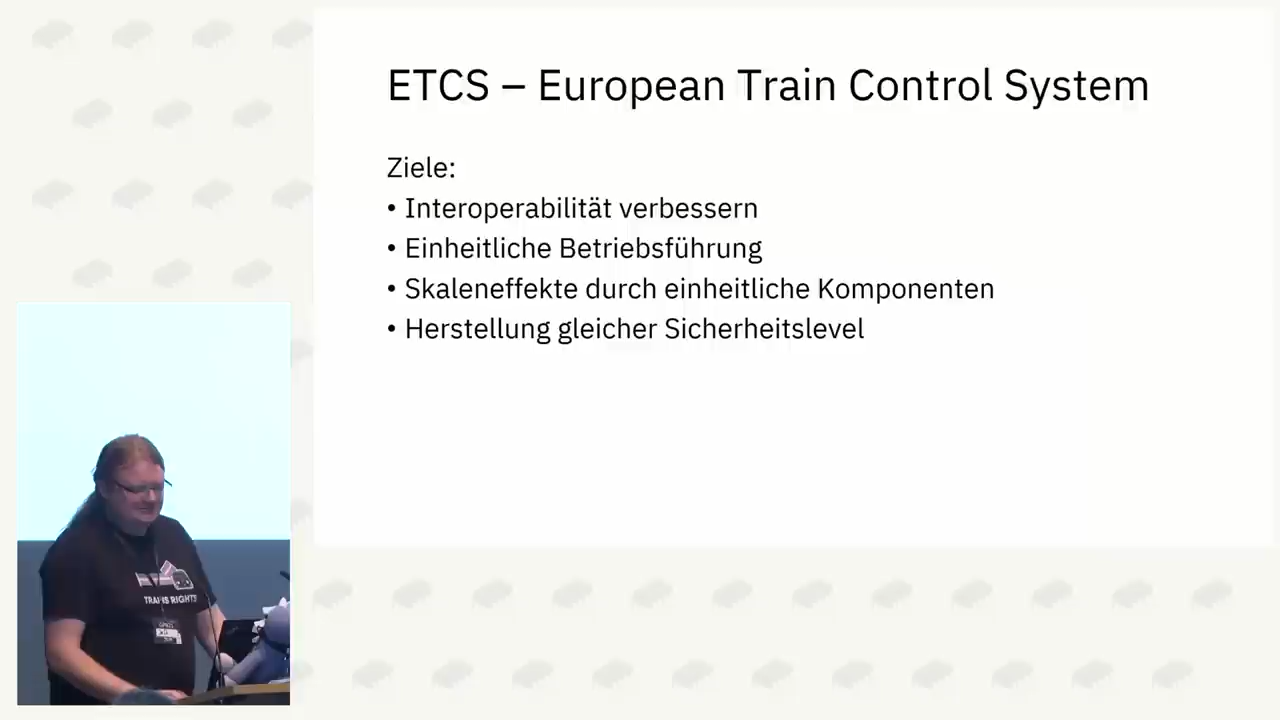 ETCS – European Train Control System
Ziele:
• Interoperabilität verbessern
• Einheitliche Betriebsführung
• Skaleneffekte durch einheitliche Komponenten
• Herstellung gleicher Sicherheitslevel
TRAINS RIGHTS